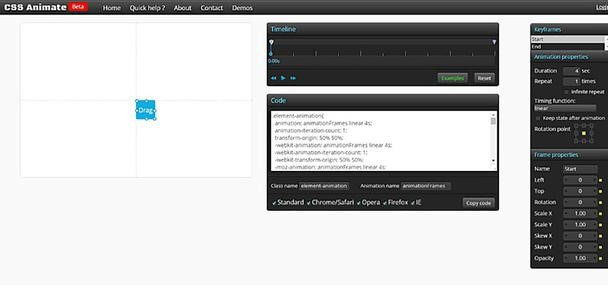 CSS Animate Beta Home Quick help ? About Contact Demos
Drag
Timeline
0.00s
Examples Reset
Code
.element-animation{
animation: animationFrames linear 4s;
animation-iteration-count: 1;
transform-origin: 50% 50%;
-webkit-animation: animationFrames linear 4s;
-webkit-animation-iteration-count: 1;
-webkit-transform-origin: 50% 50%;
-moz-animation: animationFrames linear 4s;
Class name element-animation Animation name animationFrames
Standard Chrome/Safari Opera Firefox IE Copy code
Keyframes
Start
End
Animation properties
Duration 4 sec
Repeat 1 times
Infinite repeat
Timing function:
linear
Keep state after animation
Rotation point
Frame properties
Name Start
Left 0
Top 0
Rotation 0
Scale X 1.00
Scale Y 1.00
Skew X 0
Skew Y 0
Opacity 1.00